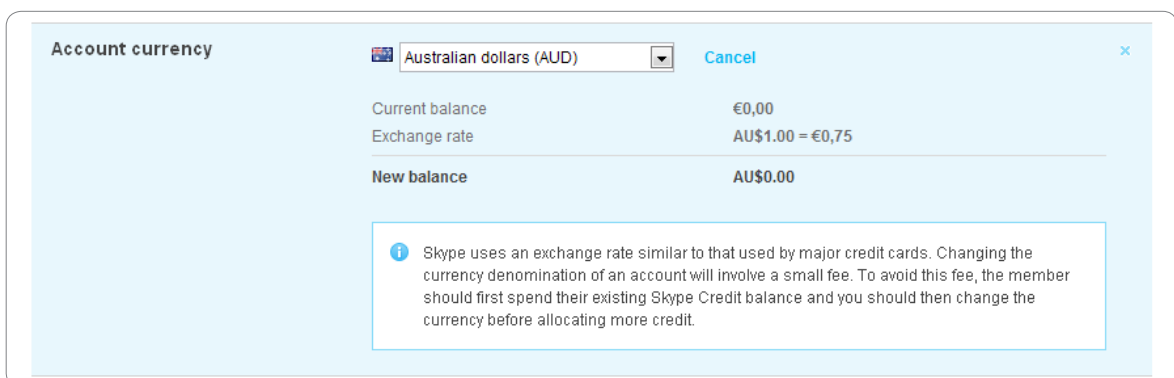 Account currency
Australian dollars (AUD)
Cancel
×
Current balance €0,00
Exchange rate AU$1.00 = €0,75
New balance AU$0.00
Skype uses an exchange rate similar to that used by major credit cards. Changing the
currency denomination of an account will involve a small fee. To avoid this fee, the member
should first spend their existing Skype Credit balance and you should then change the
currency before allocating more credit.